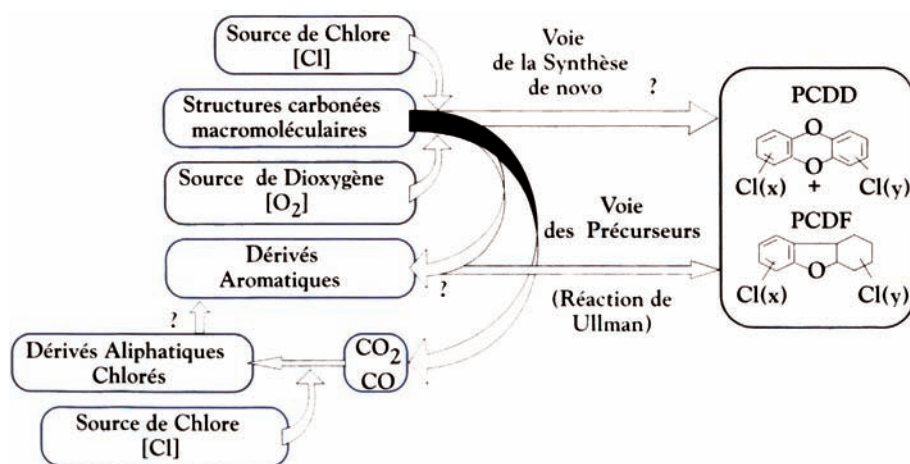 Source de Chlore
[Cl]
Structures carbonées
macromoléculaires
Source de Dioxygène
[O2]
Dérivés
Aromatiques
?
Dérivés Aliphatiques
Chlorés
CO2
CO
Source de Chlore
[Cl]
Voie
de la Synthèse
de novo ?
Voie
des Précurseurs
?
(Réaction de
Ullman)
PCDD
O
O
Cl(x) + Cl(y)
PCDF
O
Cl(x) Cl(y)